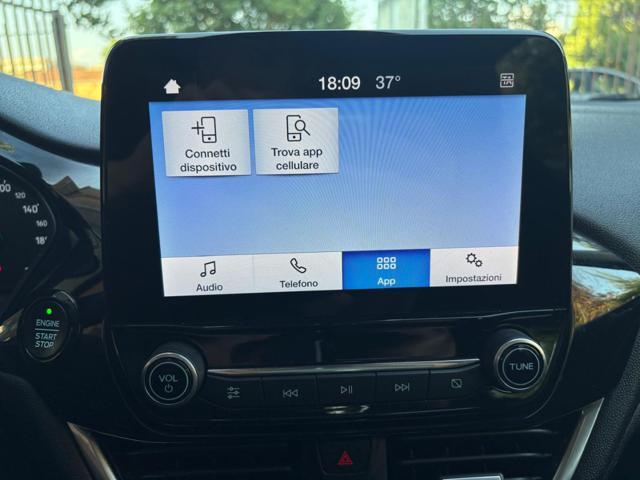 18:09 37°
Connetti
dispositivo
Trova app
cellulare
Audio
Telefono
App
Impostazioni
120
140
160
ENGINE
START
STOP
VOL
TUNE